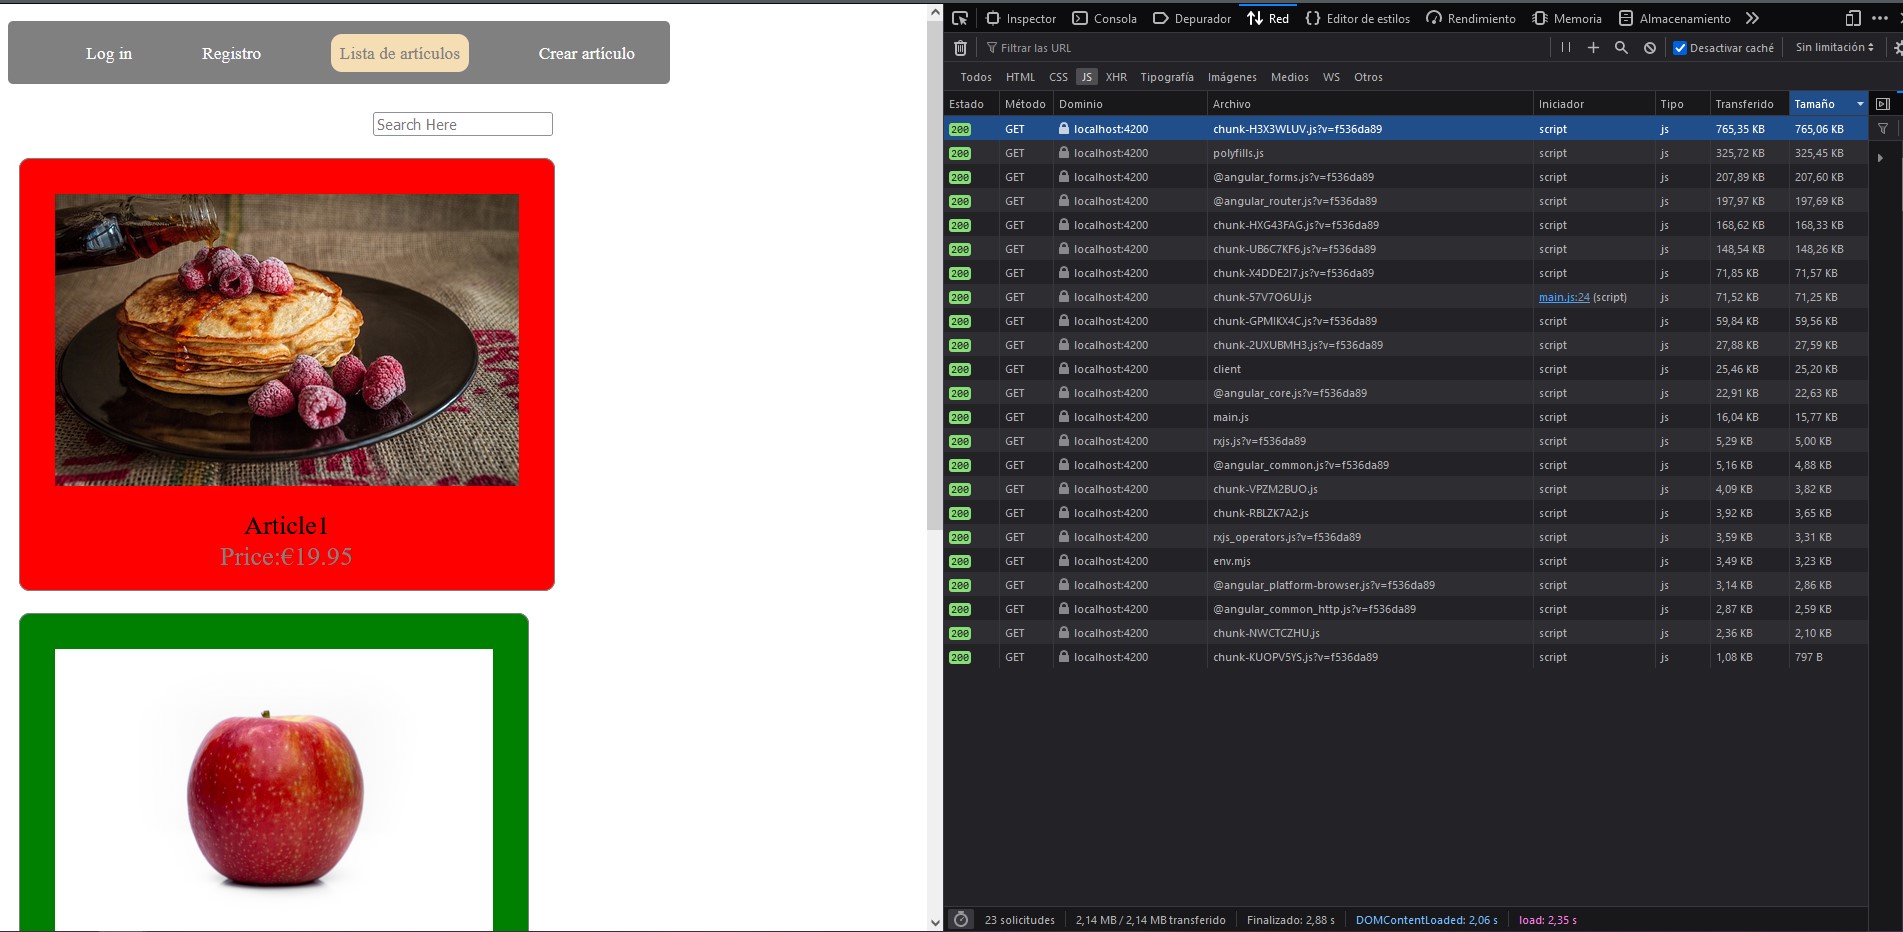 Log in Registro Lista de artículos Crear artículo
Search Here
Article1
Price:€19.95
Inspector Consola Depurador Red Editor de estilos Rendimiento Memoria Almacenamiento
Filtrar las URL Desactivar caché Sin limitación
Todos HTML CSS JS XHR Tipografía Imágenes Medios WS Otros
Estado Método Dominio Archivo Iniciador Tipo Transferido Tamaño
200 GET localhost:4200 chunk-H3X3WLUV.js?v=f536da89 script js 765,35 KB 765,06 KB
200 GET localhost:4200 polyfills.js script js 325,72 KB 325,45 KB
200 GET localhost:4200 @angular_forms.js?v=f536da89 script js 207,89 KB 207,60 KB
200 GET localhost:4200 @angular_router.js?v=f536da89 script js 197,97 KB 197,69 KB
200 GET localhost:4200 chunk-HXG43FAG.js?v=f536da89 script js 168,62 KB 168,33 KB
200 GET localhost:4200 chunk-UB6C7KF6.js?v=f536da89 script js 148,54 KB 148,26 KB
200 GET localhost:4200 chunk-X4DDE2I7.js?v=f536da89 script js 71,85 KB 71,57 KB
200 GET localhost:4200 chunk-57V7O6UJ.js main.js:24 (script) js 71,52 KB 71,25 KB
200 GET localhost:4200 chunk-GPMIKX4C.js?v=f536da89 script js 59,84 KB 59,56 KB
200 GET localhost:4200 chunk-2UXUBMH3.js?v=f536da89 script js 27,88 KB 27,59 KB
200 GET localhost:4200 client script js 25,46 KB 25,20 KB
200 GET localhost:4200 @angular_core.js?v=f536da89 script js 22,91 KB 22,63 KB
200 GET localhost:4200 main.js script js 16,04 KB 15,77 KB
200 GET localhost:4200 rxjs.js?v=f536da89 script js 5,29 KB 5,00 KB
200 GET localhost:4200 @angular_common.js?v=f536da89 script js 5,16 KB 4,88 KB
200 GET localhost:4200 chunk-VPZM2BUO.js script js 4,09 KB 3,82 KB
200 GET localhost:4200 chunk-RBLZK7A2.js script js 3,92 KB 3,65 KB
200 GET localhost:4200 rxjs_operators.js?v=f536da89 script js 3,59 KB 3,31 KB
200 GET localhost:4200 env.mjs script js 3,49 KB 3,23 KB
200 GET localhost:4200 @angular_platform-browser.js?v=f536da89 script js 3,14 KB 2,86 KB
200 GET localhost:4200 @angular_common_http.js?v=f536da89 script js 2,87 KB 2,59 KB
200 GET localhost:4200 chunk-NWCTCZHU.js script js 2,36 KB 2,10 KB
200 GET localhost:4200 chunk-KUOPV5YS.js?v=f536da89 script js 1,08 KB 797 B
23 solicitudes 2,14 MB / 2,14 MB transferido Finalizado: 2,88 s DOMContentLoaded: 2,06 s load: 2,35 s